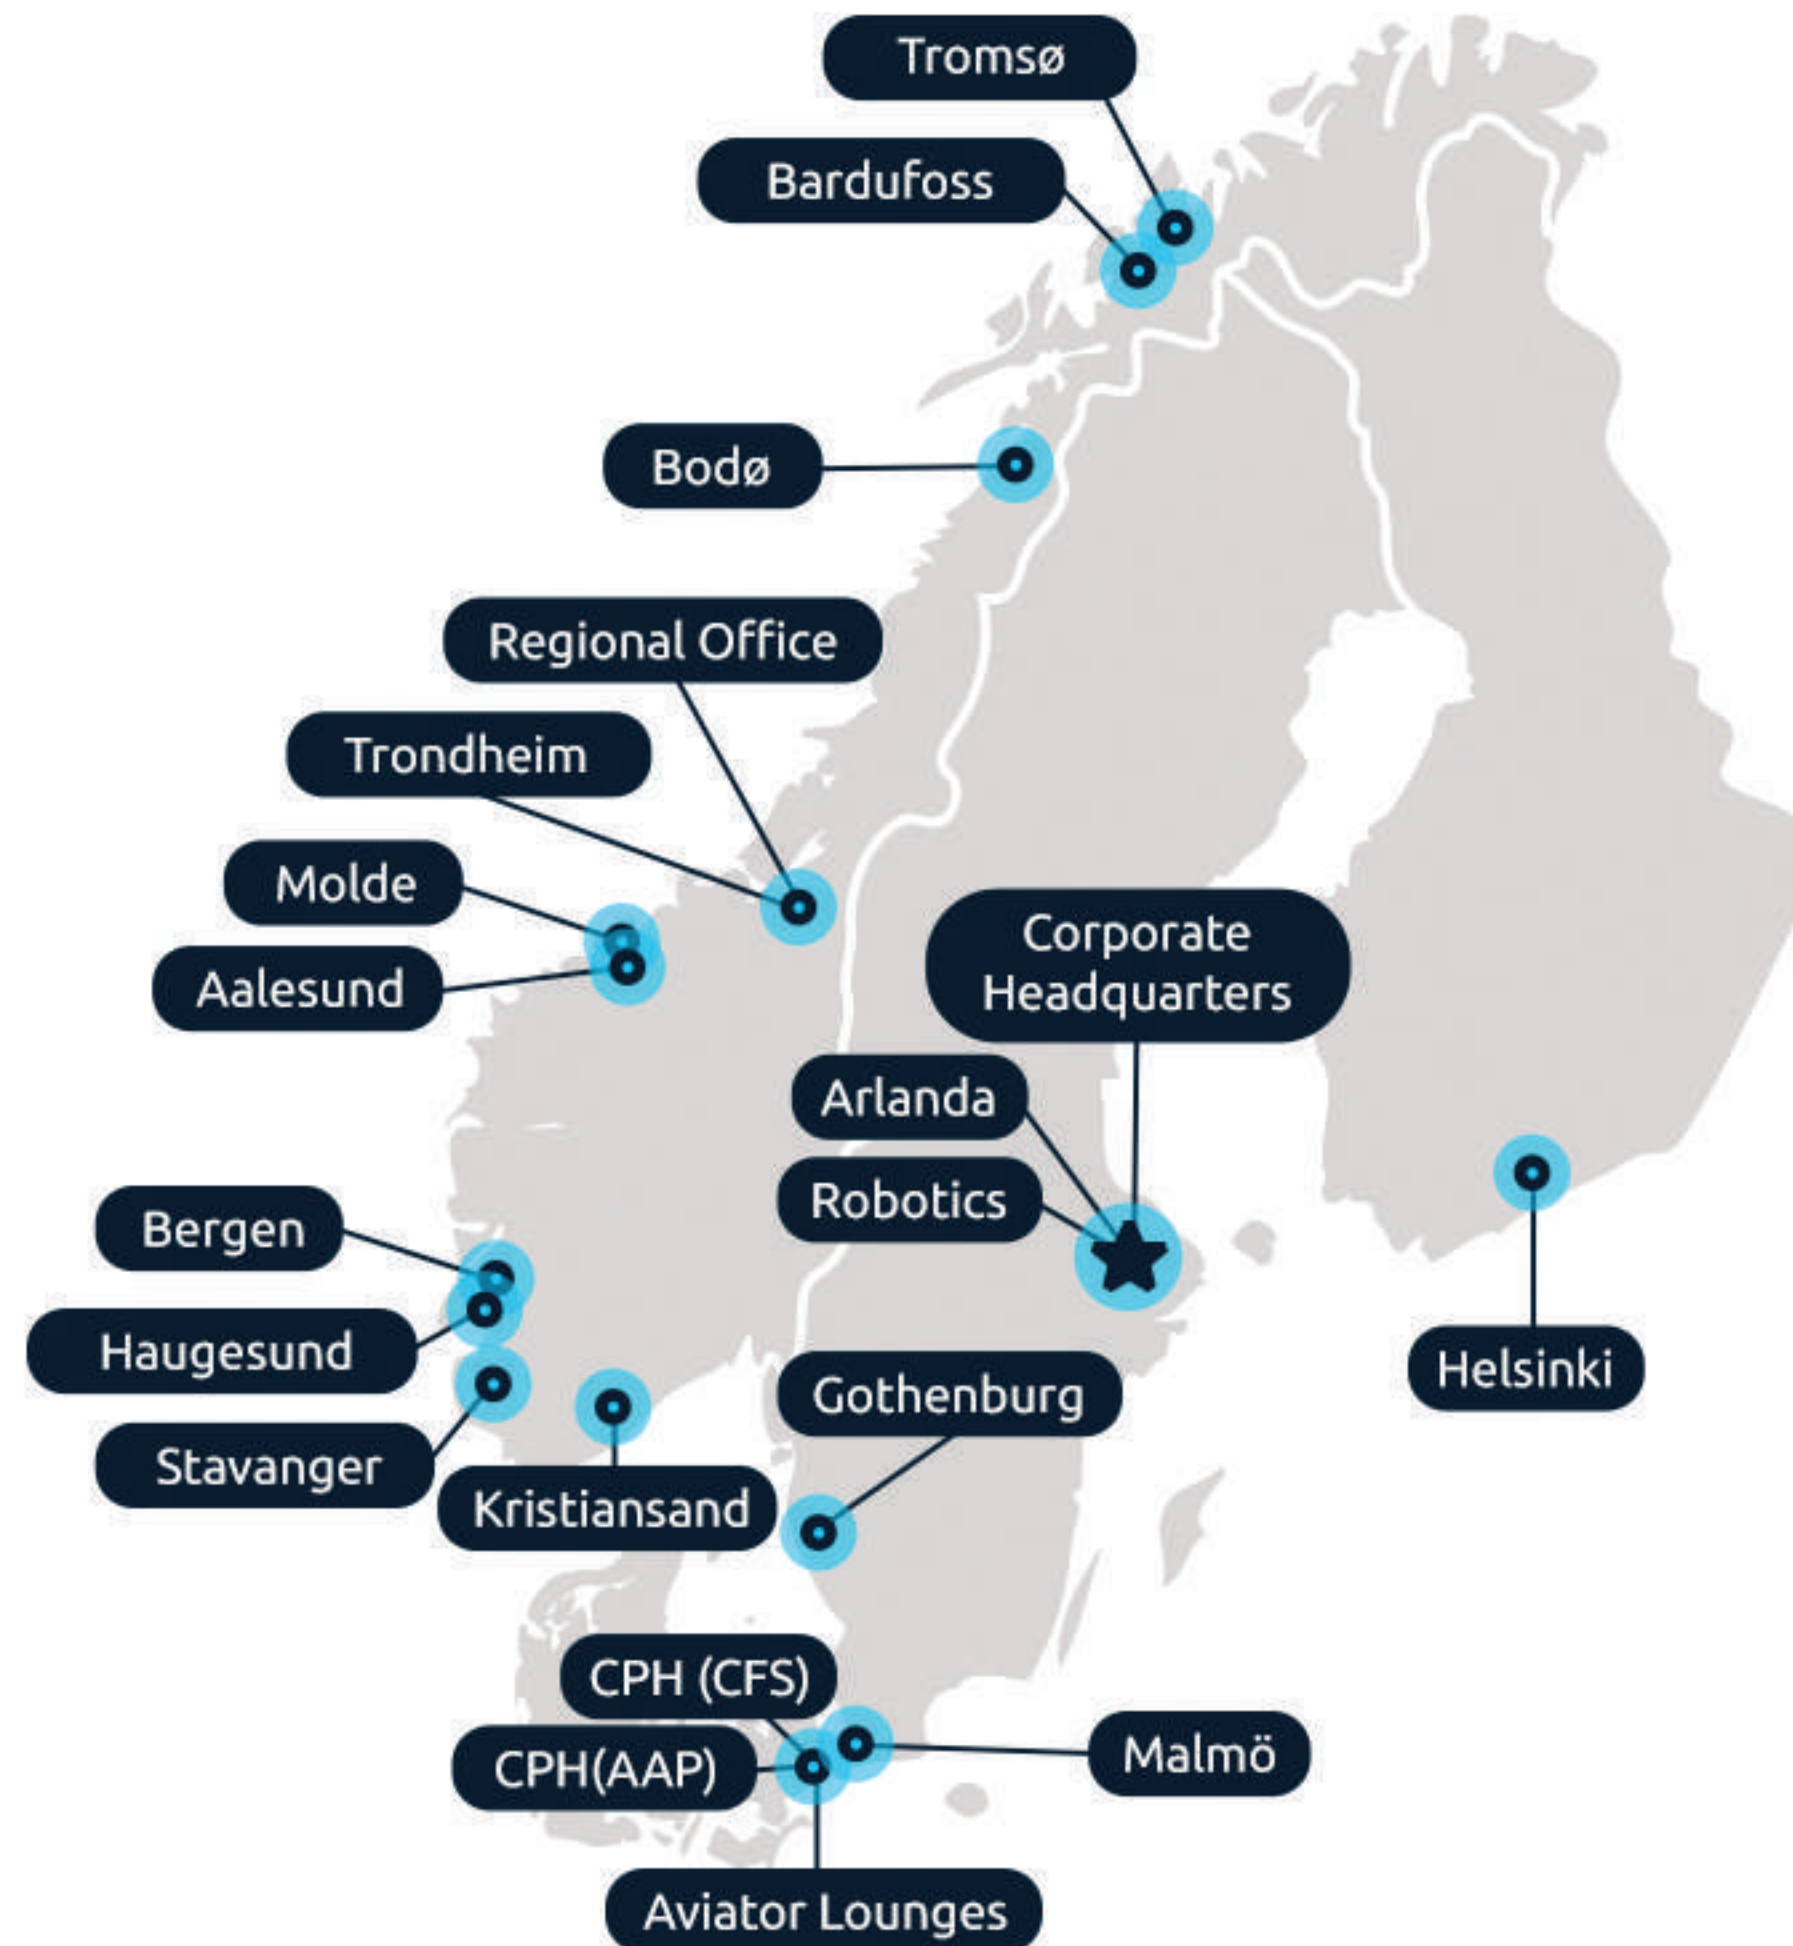 Tromsø
Bardufoss
Bodø
Regional Office
Trondheim
Molde
Aalesund
Corporate
Headquarters
Arlanda
Robotics
Bergen
Haugesund
Stavanger
Kristiansand
Gothenburg
Helsinki
CPH (CFS)
CPH(AAP)
Malmö
Aviator Lounges